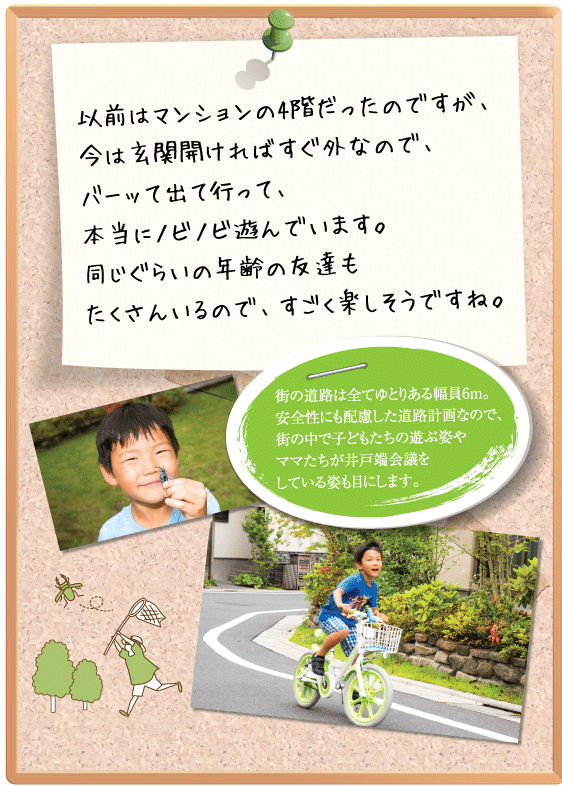 以前はマンションの4階だったのですが、
今は玄関開ければすぐ外なので、
バーッて出て行って、
本当にノビノビ遊んでいます。
同じぐらいの年齢の友達も
たくさんいるので、すごく楽しそうですね。
街の道路は全てゆとりある幅員6m。
安全性にも配慮した道路計画なので、
街の中で子どもたちの遊ぶ姿や
ママたちが井戸端会議を
している姿も目にします。